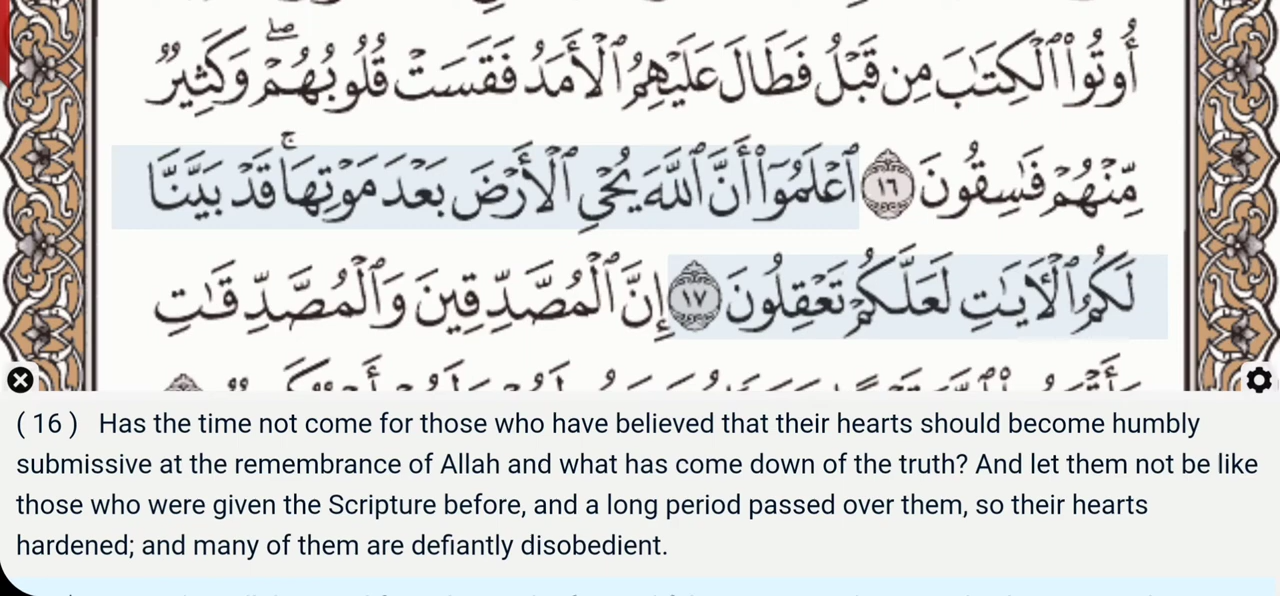 أُوتُوا۟ ٱلْكِتَـٰبَ مِن قَبْلُ فَطَالَ عَلَيْهِمُ ٱلْأَمَدُ فَقَسَتْ قُلُوبُهُمْ ۖ وَكَثِيرٌ
مِّنْهُمْ فَـٰسِقُونَ ١٦ ٱعْلَمُوٓا۟ أَنَّ ٱللَّهَ يُحْىِ ٱلْأَرْضَ بَعْدَ مَوْتِهَا ۚ قَدْ بَيَّنَّا
لَكُمُ ٱلْـَٔايَـٰتِ لَعَلَّكُمْ تَعْقِلُونَ ١٧ إِنَّ ٱلْمُصَّدِّقِينَ وَٱلْمُصَّدِّقَـٰتِ
( 16 ) Has the time not come for those who have believed that their hearts should become humbly
submissive at the remembrance of Allah and what has come down of the truth? And let them not be like
those who were given the Scripture before, and a long period passed over them, so their hearts
hardened; and many of them are defiantly disobedient.